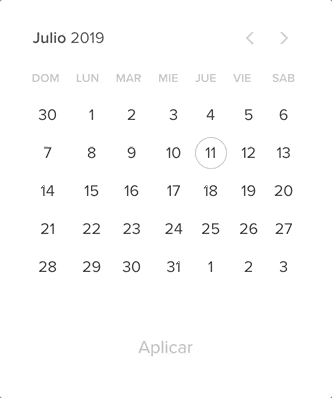 Julio 2019
DOM LUN MAR MIE JUE VIE SAB
30 1 2 3 4 5 6
7 8 9 10 11 12 13
14 15 16 17 18 19 20
21 22 23 24 25 26 27
28 29 30 31 1 2 3
Aplicar